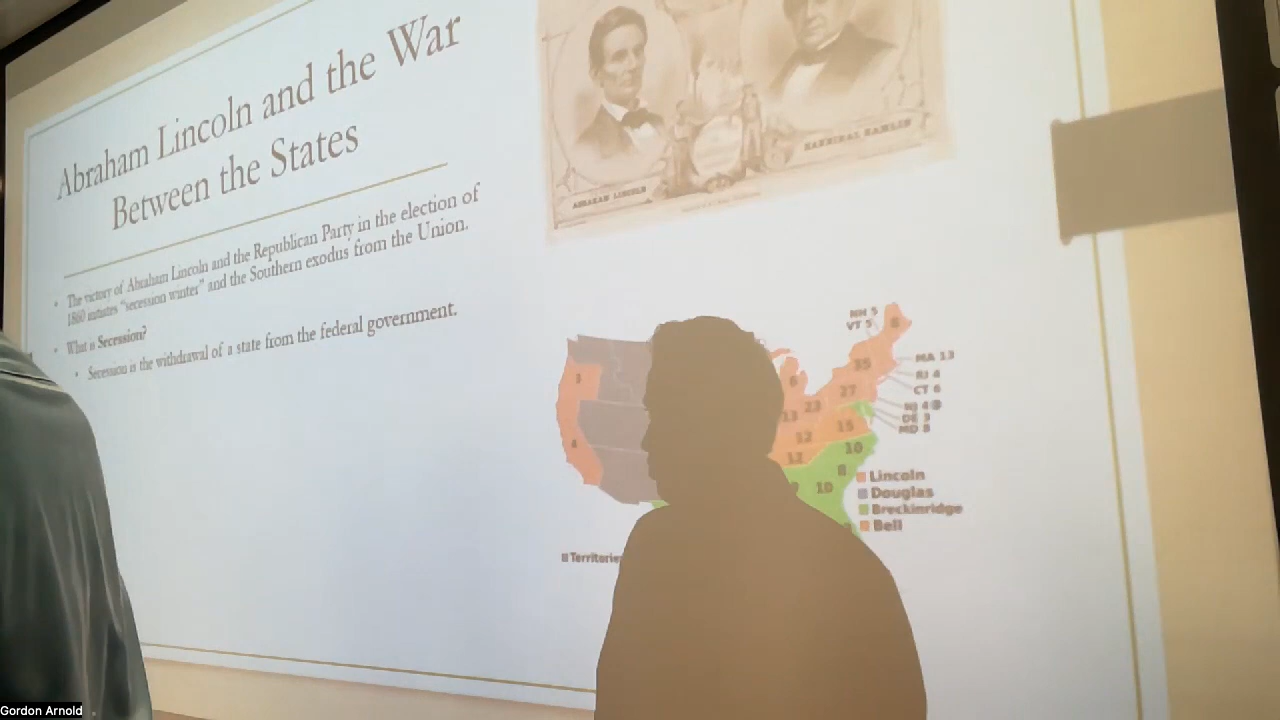 Abraham Lincoln and the War
Between the States
• The victory of Abraham Lincoln and the Republican Party in the election of
1860 initiates “secession winter” and the Southern exodus from the Union.
• What is Secession?
• Secession is the withdrawal of a state from the federal government.
ABRAHAM LINCOLN
HANNIBAL HAMLIN
NH 5
VT 5
8
MA 13
35
RI 4
CT 6
3
6
27
NJ 4
DE 3
MD 8
13
23
15
4
12
10
12
8
10
Lincoln
Douglas
Breckinridge
Bell
Territories
Gordon Arnold